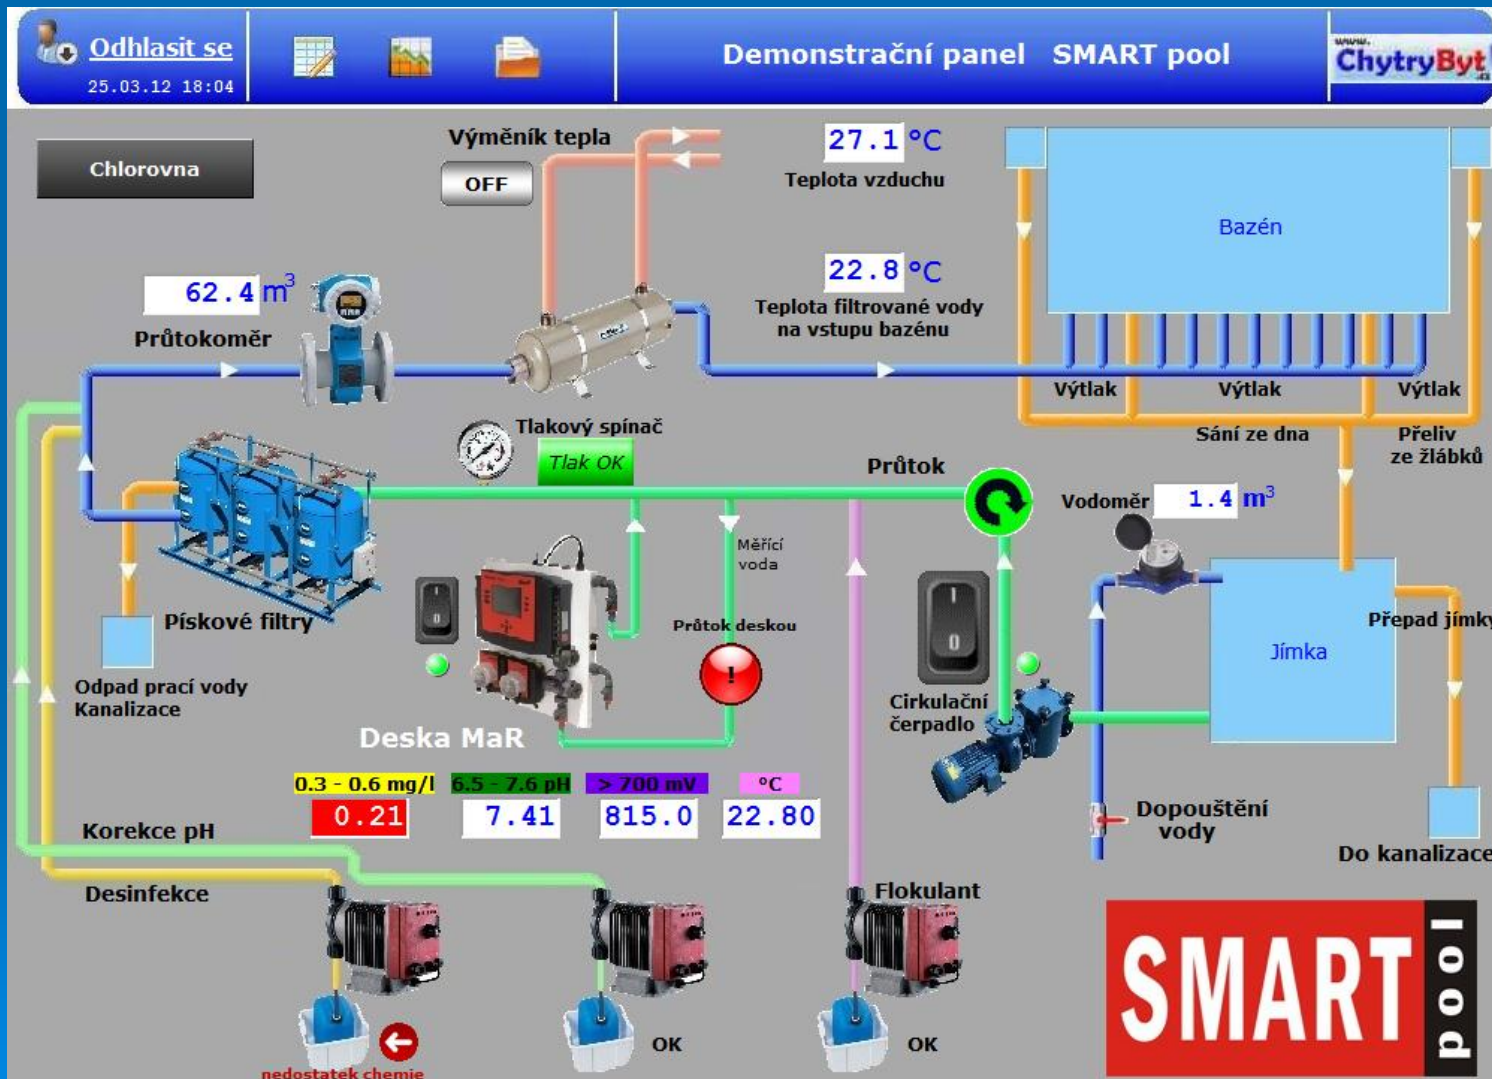 Odhlasit se
25.03.12 18:04
Demonstrační panel SMART pool
www.
ChytryByt
.cz
Chlorovna
Výměník tepla
OFF
27.1 °C
Teplota vzduchu
22.8 °C
Teplota filtrované vody
na vstupu bazénu
Bazén
62.4 m³
Průtokoměr
Výtlak
Výtlak
Výtlak
Sání ze dna
Přeliv
ze žlábků
Tlakový spínač
Tlak OK
Průtok
Vodoměr
1.4 m³
Měřící
voda
Průtok deskou
!
Pískové filtry
Odpad prací vody
Kanalizace
Deska MaR
Cirkulační
čerpadlo
I
0
I
0
Přepad jímky
Jímka
0.3 - 0.6 mg/l
6.5 - 7.6 pH
> 700 mV
°C
0.21
7.41
815.0
22.80
Korekce pH
Desinfekce
Flokulant
Dopouštění
vody
Do kanalizace
nedostatek chemie
OK
OK
SMART
pool